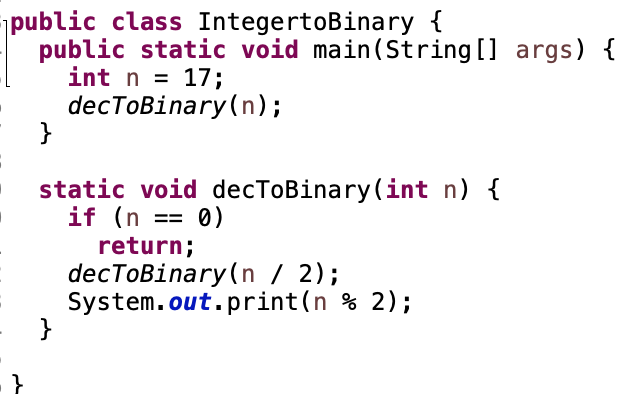 public class IntegertoBinary {
  public static void main(String[] args) {
    int n = 17;
    decToBinary(n);
  }

  static void decToBinary(int n) {
    if (n == 0)
      return;
    decToBinary(n / 2);
    System.out.print(n % 2);
  }

}